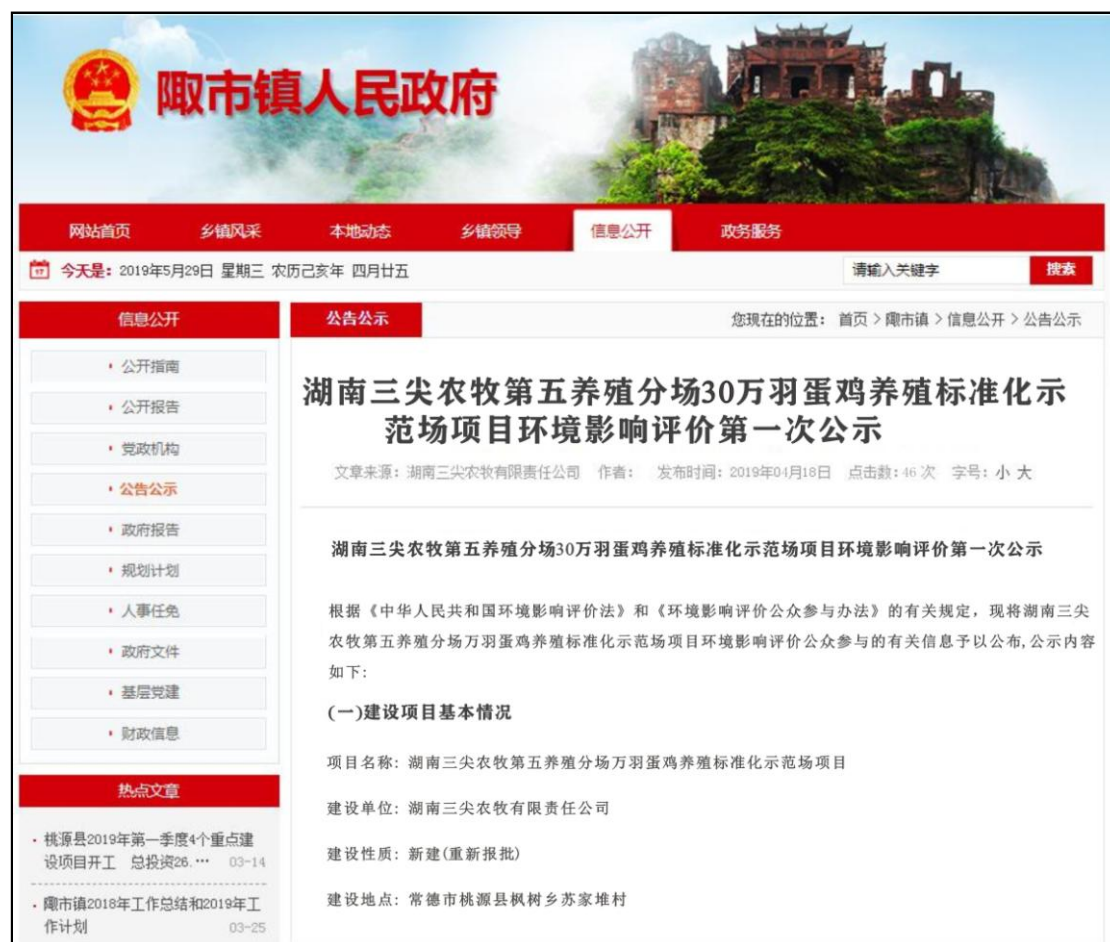 陬市镇人民政府
网站首页 乡镇风采 本地动态 乡镇领导 信息公开 政务服务
17 今天是：2019年5月29日 星期三 农历己亥年 四月廿五 请输入关键字 搜索
信息公开
公开指南
公开报告
党政机构
公告公示
政府报告
规划计划
人事任免
政府文件
基层党建
财政信息
热点文章
桃源县2019年第一季度4个重点建
设项目开工 总投资26.… 03-14
陬市镇2018年工作总结和2019年工
作计划 03-25
公告公示 您现在的位置： 首页 > 陬市镇 > 信息公开 > 公告公示
湖南三尖农牧第五养殖分场30万羽蛋鸡养殖标准化示
范场项目环境影响评价第一次公示
文章来源：湖南三尖农牧有限责任公司 作者： 发布时间：2019年04月18日 点击数：46 次 字号：小 大
湖南三尖农牧第五养殖分场30万羽蛋鸡养殖标准化示范场项目环境影响评价第一次公示
根据《中华人民共和国环境影响评价法》和《环境影响评价公众参与办法》的有关规定，现将湖南三尖
农牧第五养殖分场万羽蛋鸡养殖标准化示范场项目环境影响评价公众参与的有关信息予以公布,公示内容
如下:
(一)建设项目基本情况
项目名称: 湖南三尖农牧第五养殖分场万羽蛋鸡养殖标准化示范场项目
建设单位: 湖南三尖农牧有限责任公司
建设性质: 新建(重新报批)
建设地点: 常德市桃源县枫树乡苏家堆村